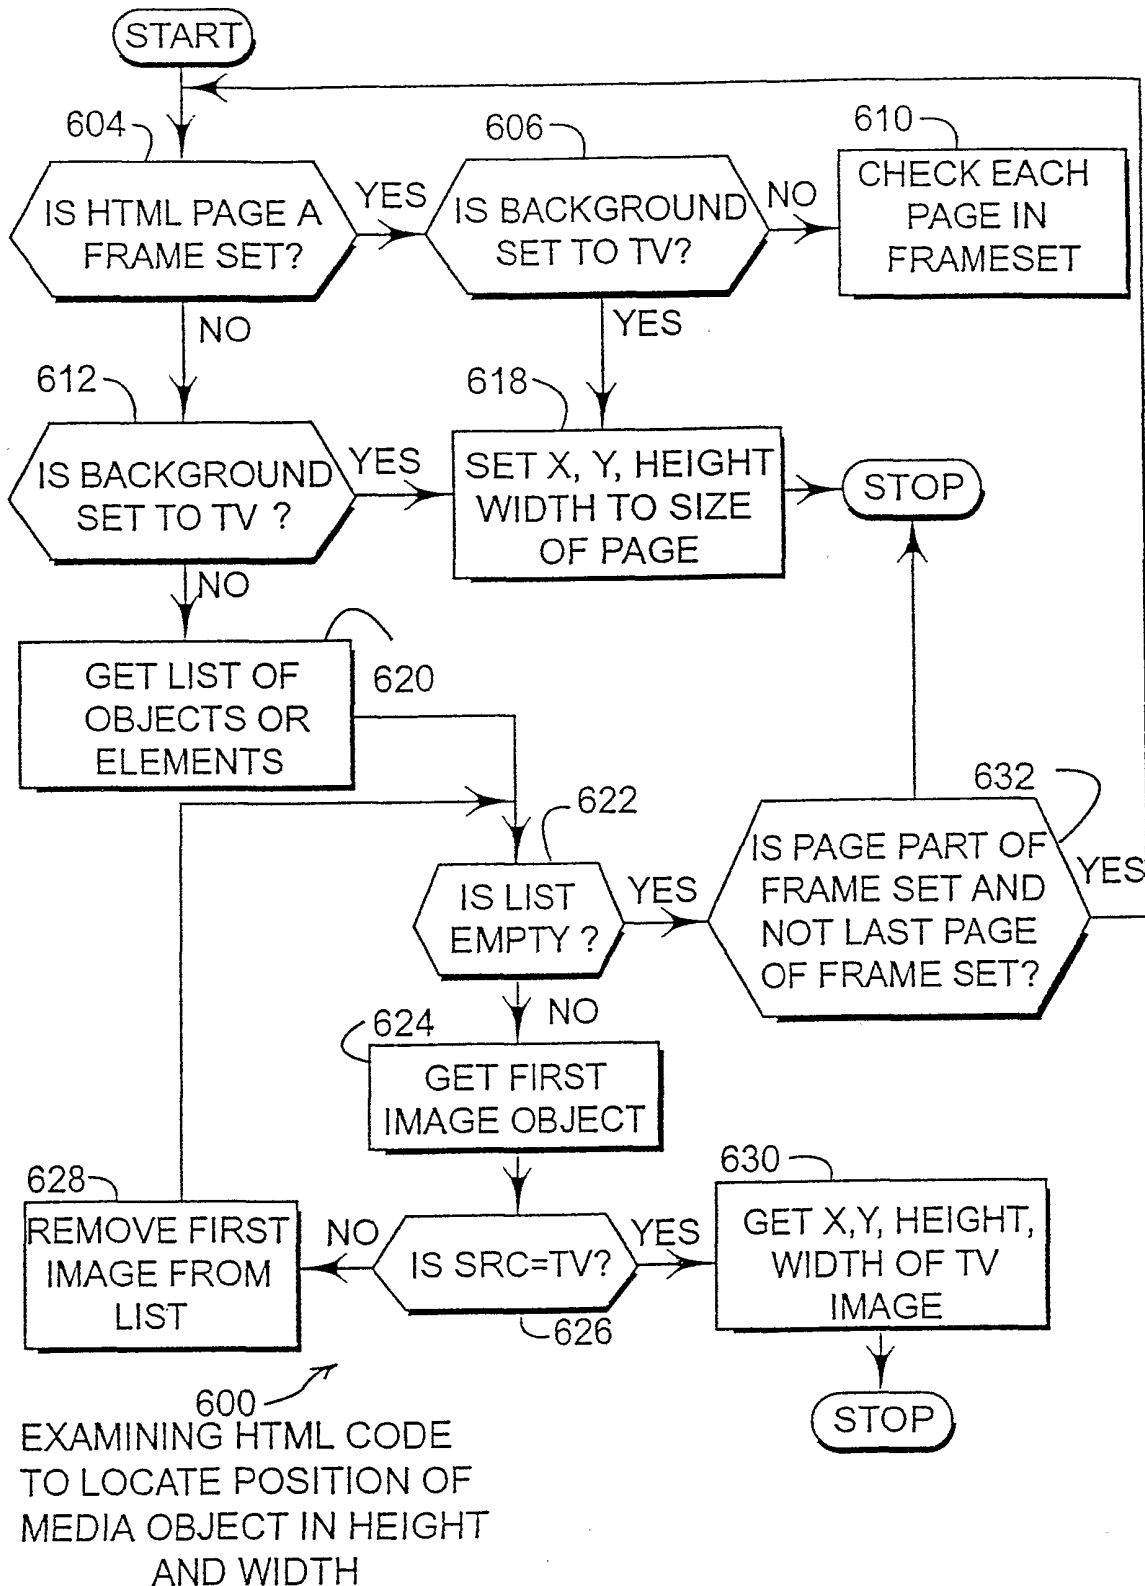 START
604
IS HTML PAGE A
FRAME SET?
YES
606
IS BACKGROUND
SET TO TV?
NO
610
CHECK EACH
PAGE IN
FRAMESET
NO
YES
612
IS BACKGROUND
SET TO TV ?
YES
618
SET X, Y, HEIGHT
WIDTH TO SIZE
OF PAGE
STOP
NO
620
GET LIST OF
OBJECTS OR
ELEMENTS
622
IS LIST
EMPTY ?
YES
632
IS PAGE PART OF
FRAME SET AND
NOT LAST PAGE
OF FRAME SET?
YES
NO
624
GET FIRST
IMAGE OBJECT
628
REMOVE FIRST
IMAGE FROM
LIST
NO
IS SRC=TV?
626
YES
630
GET X,Y, HEIGHT,
WIDTH OF TV
IMAGE
STOP
600
EXAMINING HTML CODE
TO LOCATE POSITION OF
MEDIA OBJECT IN HEIGHT
AND WIDTH